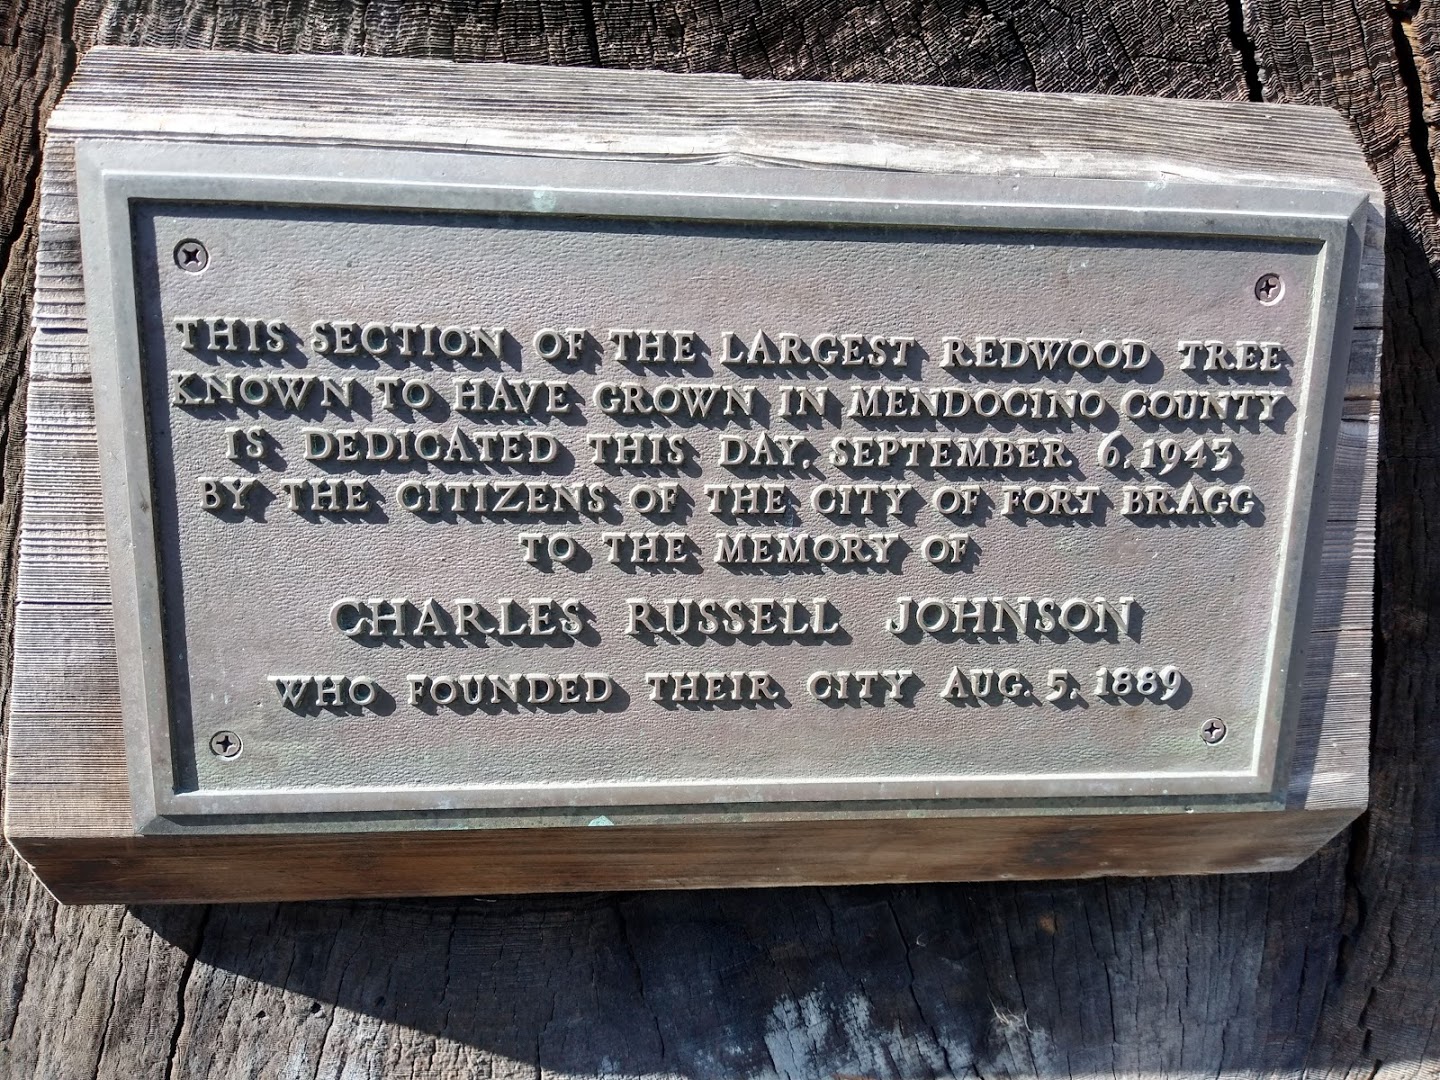 THIS SECTION OF THE LARGEST REDWOOD TREE
KNOWN TO HAVE GROWN IN MENDOCINO COUNTY
IS DEDICATED THIS DAY, SEPTEMBER 6, 1943
BY THE CITIZENS OF THE CITY OF FORT BRAGG
TO THE MEMORY OF
CHARLES RUSSELL JOHNSON
WHO FOUNDED THEIR CITY AUG. 5, 1889